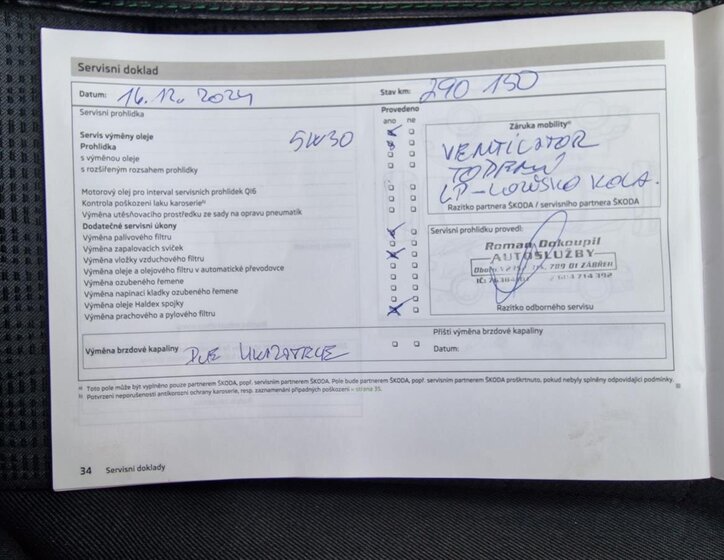 Servisní doklad
Datum: 16.12.2024 Stav km: 290 150
Servisní prohlídka Provedeno
ano ne
Servis výměny oleje 5W30
Prohlídka
s výměnou oleje
s rozšířeným rozsahem prohlídky
Motorový olej pro interval servisních prohlídek QI6
Kontrola poškození laku karoserieb)
Výměna utěsňovacího prostředku ze sady na opravu pneumatik
Dodatečné servisní úkony
Výměna palivového filtru
Výměna zapalovacích svíček
Výměna vložky vzduchového filtru
Výměna oleje a olejového filtru v automatické převodovce
Výměna ozubeného řemene
Výměna napínací kladky ozubeného řemene
Výměna oleje Haldex spojky
Výměna prachového a pylového filtru
Záruka mobilitya)
VENTILÁTOR
TOPENÍ
LP-LOŽISKO KOLA.
Razítko partnera ŠKODA / servisního partnera ŠKODA
Servisní prohlídku provedl:
Roman Dokoupil
AUTOSLUŽBY
789 01 ZÁBŘEH
IČ:
Razítko odborného servisu
Výměna brzdové kapaliny DLE UKAZATELE
Příští výměna brzdové kapaliny
Datum:
a) Toto pole může být vyplněno pouze partnerem ŠKODA, popř. servisním partnerem ŠKODA. Pole bude partnerem ŠKODA, popř. servisním partnerem ŠKODA proškrtnuto, pokud nebyly splněny odpovídající podmínky.
b) Potvrzení neporušenosti antikorozní ochrany karoserie, resp. zaznamenání případných poškození » strana 35.
34 Servisní doklady